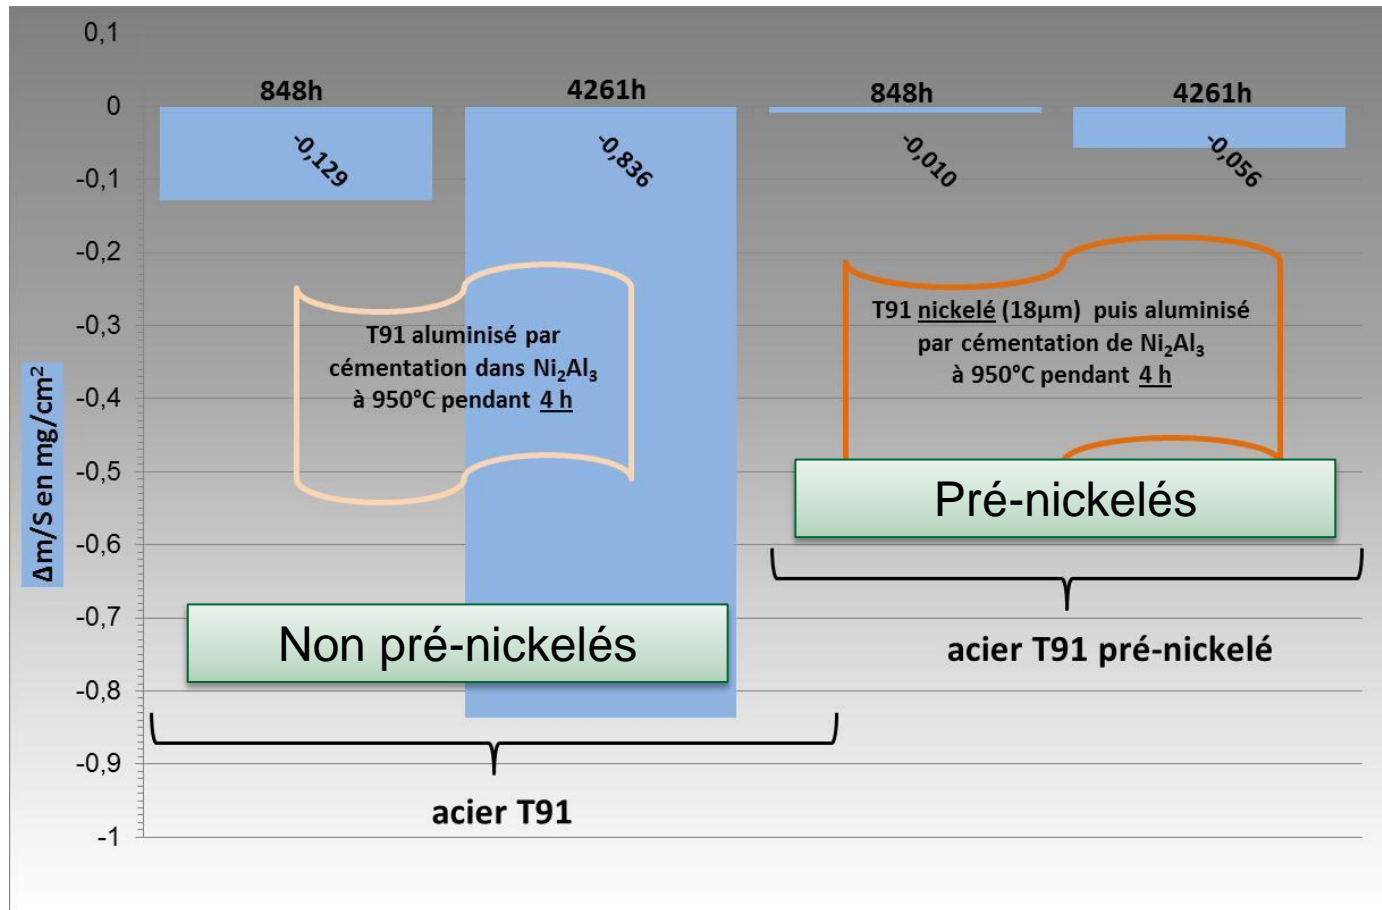 0,1
848h
4261h
848h
4261h
0
-0,129
-0,836
-0,010
-0,056
-0,1
-0,2
T91 nickelé (18µm) puis aluminisé
par cémentation de Ni₂Al₃
à 950°C pendant 4 h
-0,3
T91 aluminisé par
cémentation dans Ni₂Al₃
à 950°C pendant 4 h
-0,4
Δm/S en mg/cm²
-0,5
Pré-nickelés
-0,6
Non pré-nickelés
-0,7
acier T91 pré-nickelé
-0,8
-0,9
acier T91
-1